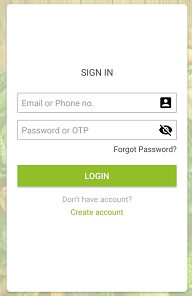 SIGN IN
Email or Phone no.
Password or OTP
Forgot Password?
LOGIN
Don't have account?
Create account